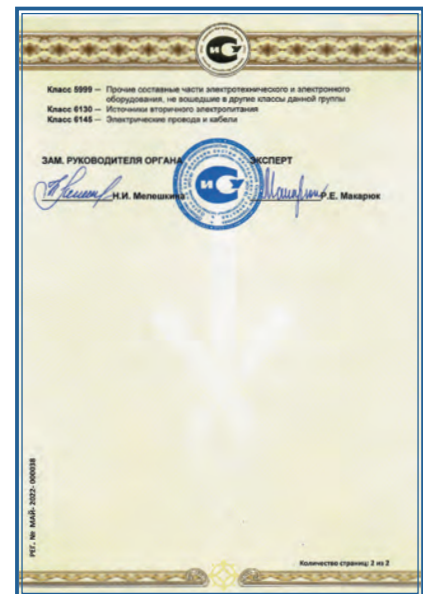 Класс 5999 — Прочие составные части электротехнического и электронного
оборудования, не вошедшие в другие классы данной группы
Класс 6130 — Источники вторичного электропитания
Класс 6145 — Электрические провода и кабели
ЗАМ. РУКОВОДИТЕЛЯ ОРГАНА ЭКСПЕРТ
Н.И. Мелешкина Р.Е. Макарюк
РЕГ. № МАЙ- 2022- 000038
Количество страниц: 2 из 2